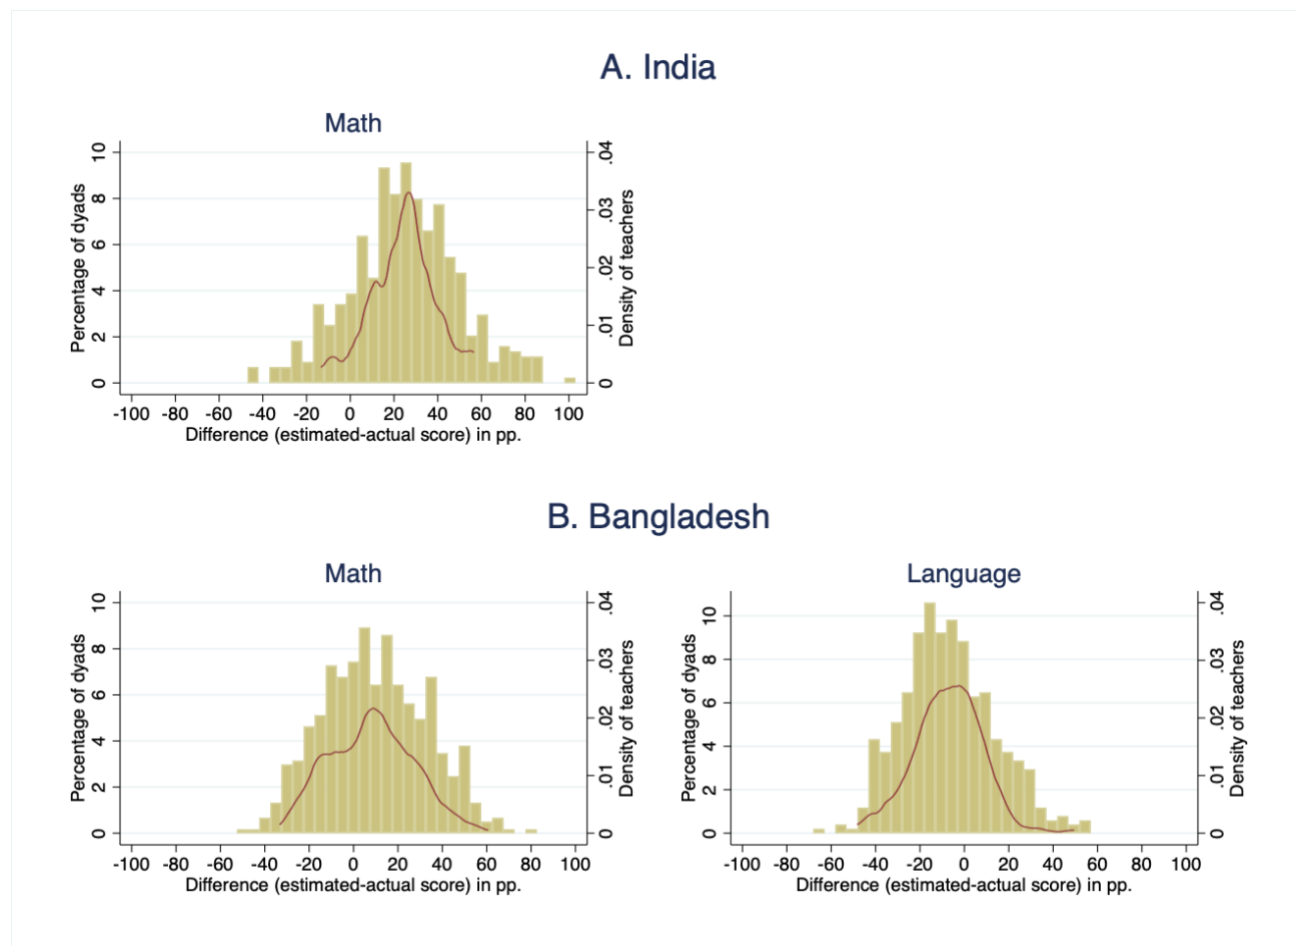 A. India
Math
Percentage of dyads
10
8
6
4
2
0
.04
.03
.02
.01
0
Density of teachers
-100 -80 -60 -40 -20 0 20 40 60 80 100
Difference (estimated-actual score) in pp.
B. Bangladesh
Math
Percentage of dyads
10
8
6
4
2
0
.04
.03
.02
.01
0
Density of teachers
-100 -80 -60 -40 -20 0 20 40 60 80 100
Difference (estimated-actual score) in pp.
Language
Percentage of dyads
10
8
6
4
2
0
.04
.03
.02
.01
0
Density of teachers
-100 -80 -60 -40 -20 0 20 40 60 80 100
Difference (estimated-actual score) in pp.